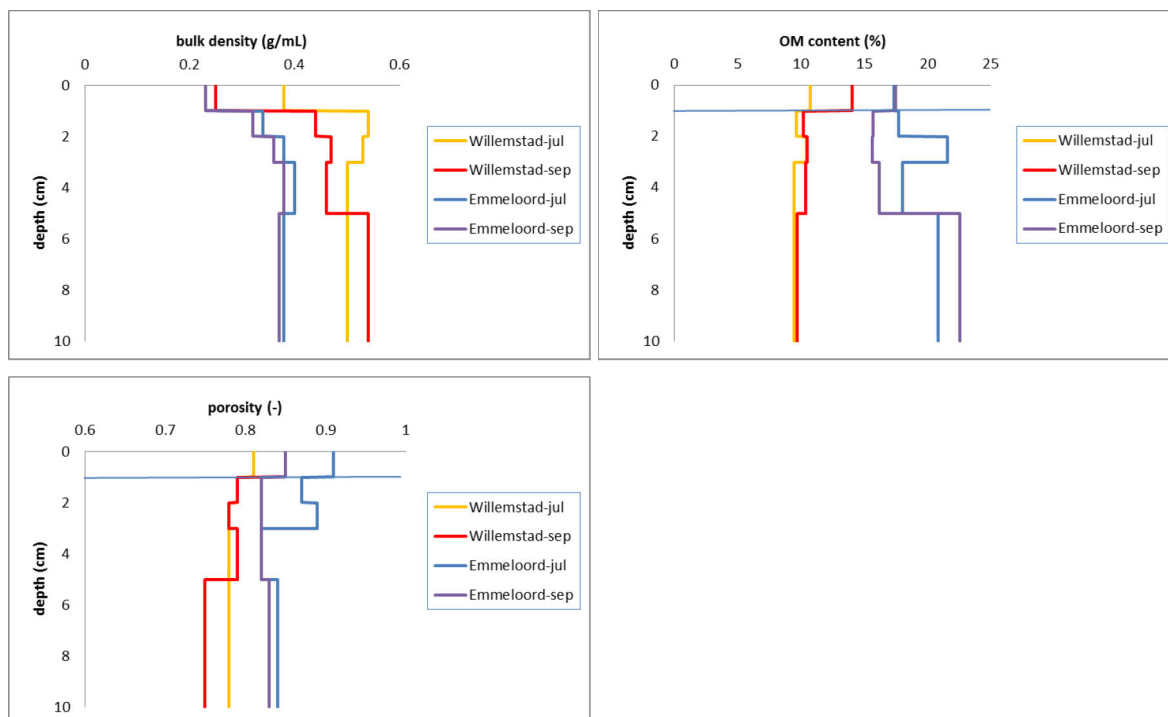 bulk density (g/mL)
0 0.2 0.4 0.6
0
2
4
6
8
10
depth (cm)
Willemstad-jul
Willemstad-sep
Emmeloord-jul
Emmeloord-sep
OM content (%)
0 5 10 15 20 25
0
2
4
6
8
10
depth (cm)
Willemstad-jul
Willemstad-sep
Emmeloord-jul
Emmeloord-sep
porosity (-)
0.6 0.7 0.8 0.9 1
0
2
4
6
8
10
depth (cm)
Willemstad-jul
Willemstad-sep
Emmeloord-jul
Emmeloord-sep